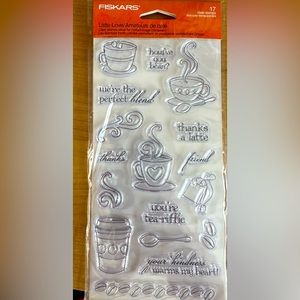 FISKARS
17
Latte Love
how've
you
bean?
we're the
perfect blend
thanks
a latte
thanks
friend
you're
tea-riffic
your kindness
warms my heart!